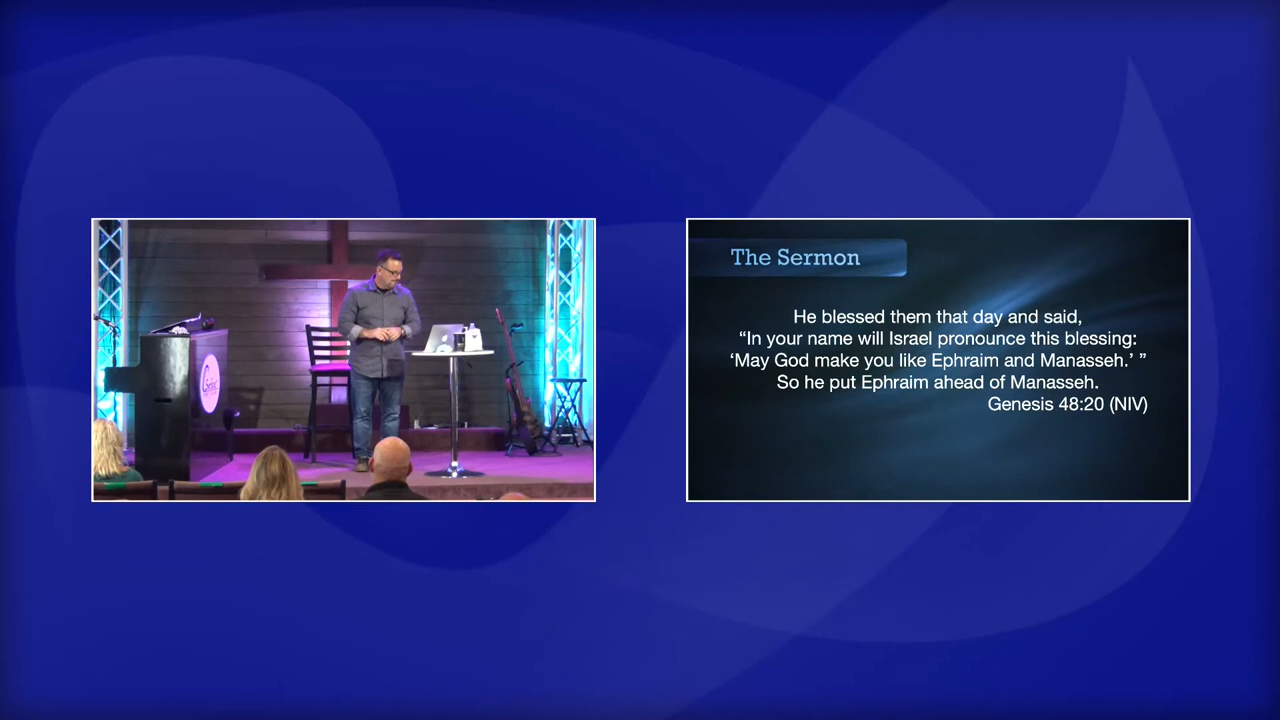 The Sermon
He blessed them that day and said,
“In your name will Israel pronounce this blessing:
‘May God make you like Ephraim and Manasseh.’ ”
So he put Ephraim ahead of Manasseh.
Genesis 48:20 (NIV)